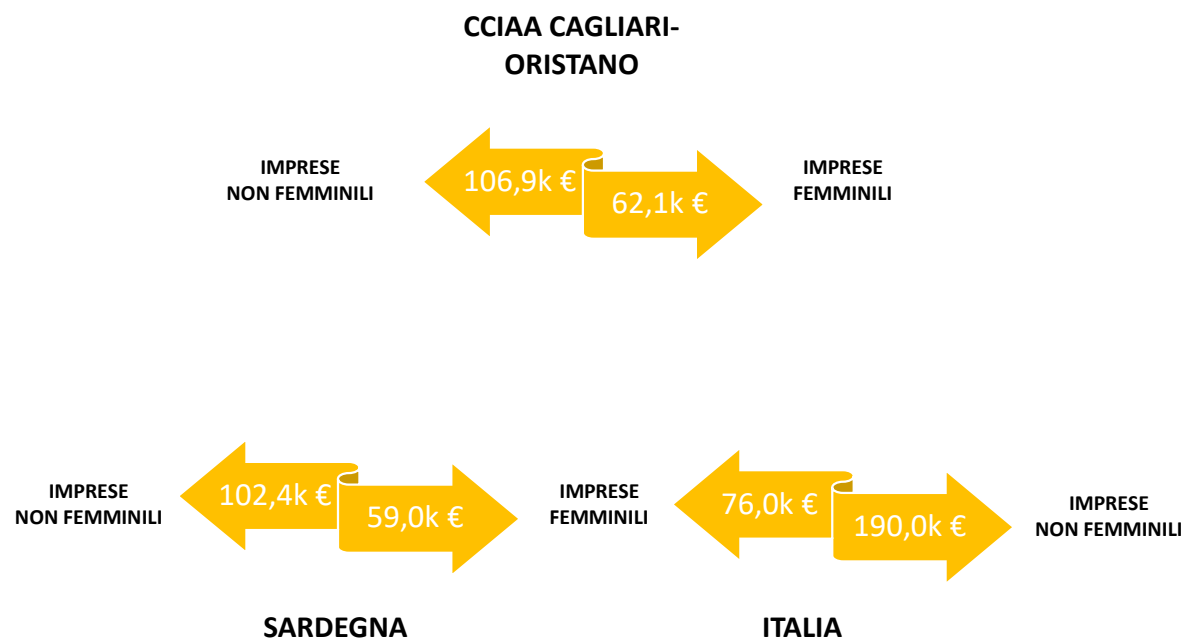 CCIAA CAGLIARI-
ORISTANO
IMPRESE
NON FEMMINILI
106,9k €
62,1k €
IMPRESE
FEMMINILI
IMPRESE
NON FEMMINILI
102,4k €
59,0k €
IMPRESE
FEMMINILI
76,0k €
190,0k €
IMPRESE
NON FEMMINILI
SARDEGNA
ITALIA